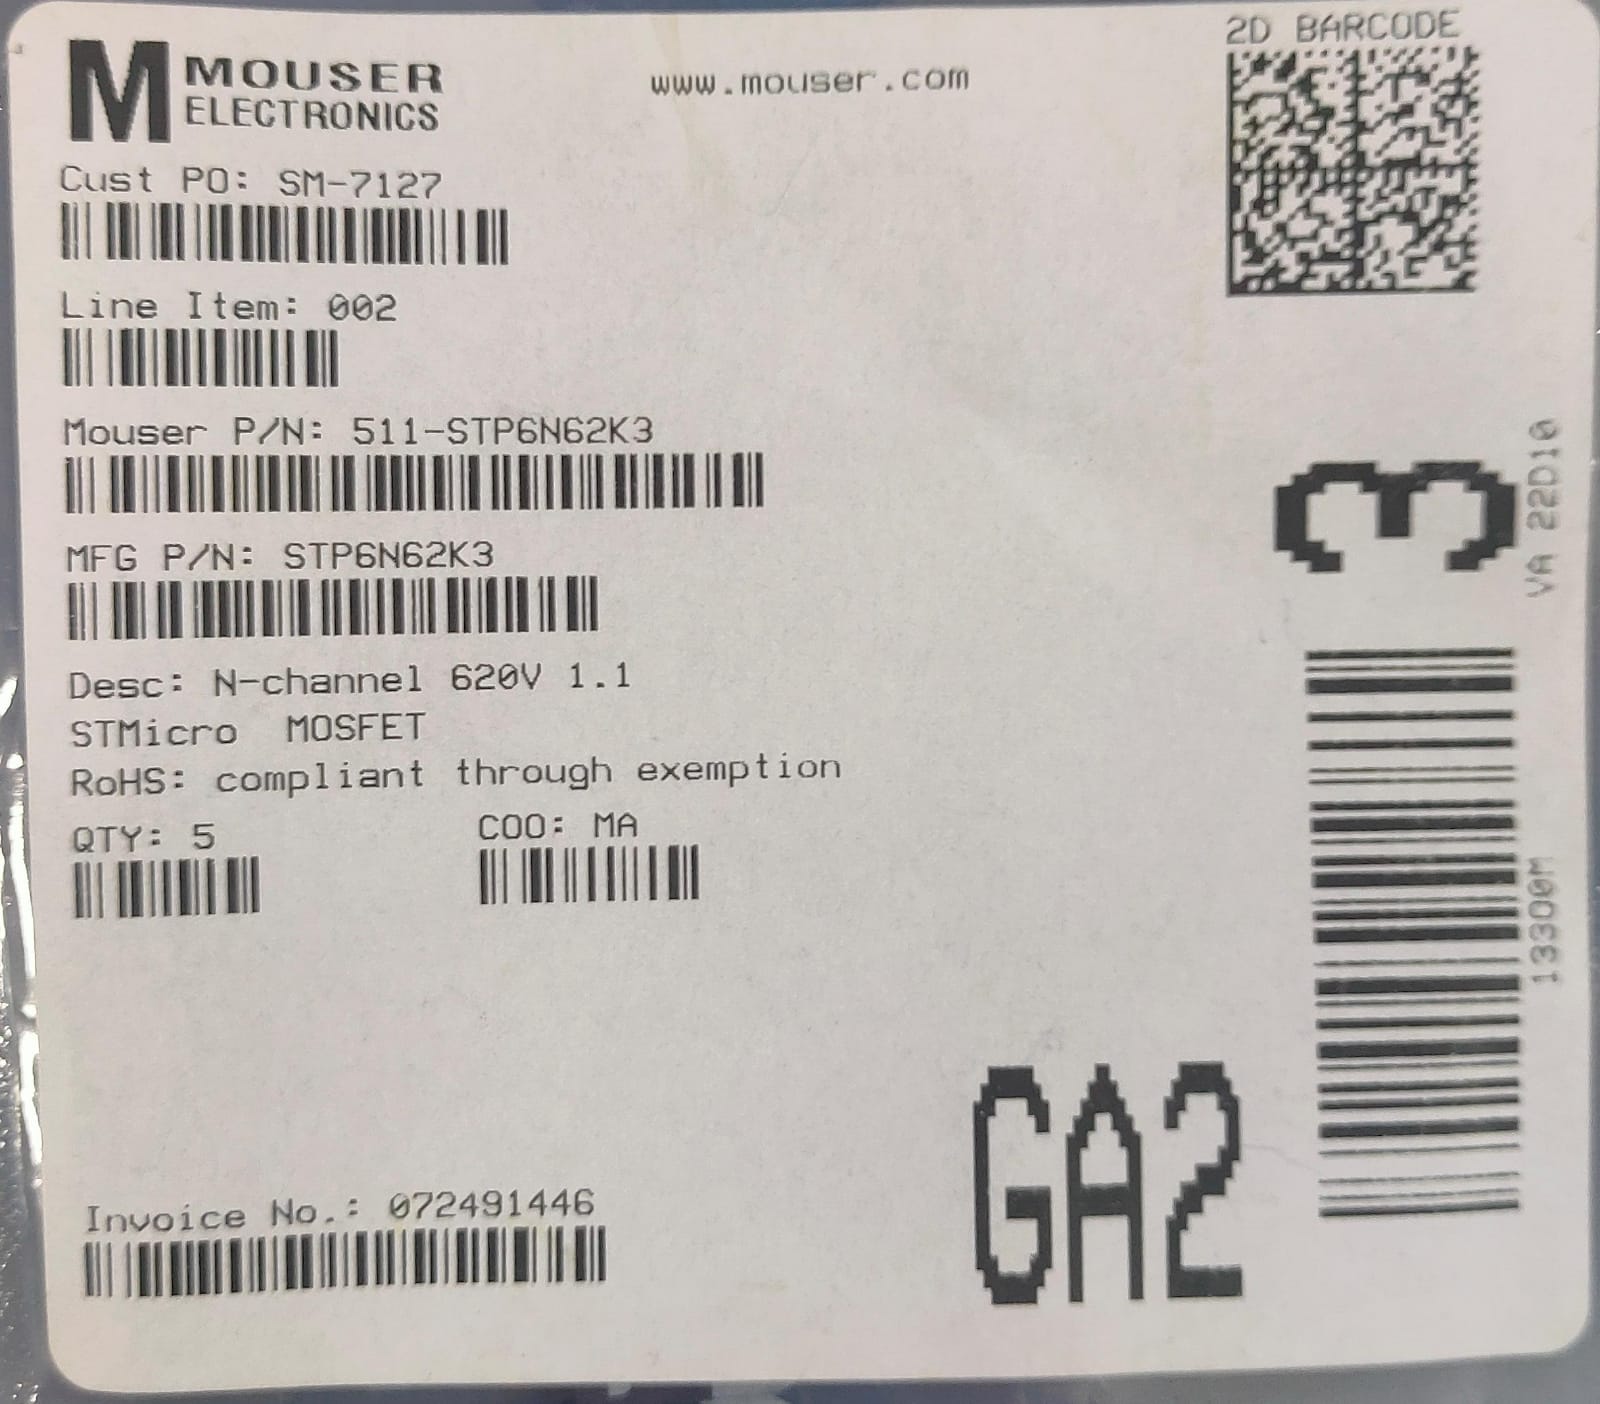 MOUSER
ELECTRONICS
www.mouser.com
2D BARCODE
Cust PO: SM-7127
Line Item: 002
Mouser P/N: 511-STP6N62K3
MFG P/N: STP6N62K3
Desc: N-channel 620V 1.1
STMicro MOSFET
RoHS: compliant through exemption
QTY: 5
COO: MA
Invoice No.: 072491446
3
VA 22D10
13300M
GA2